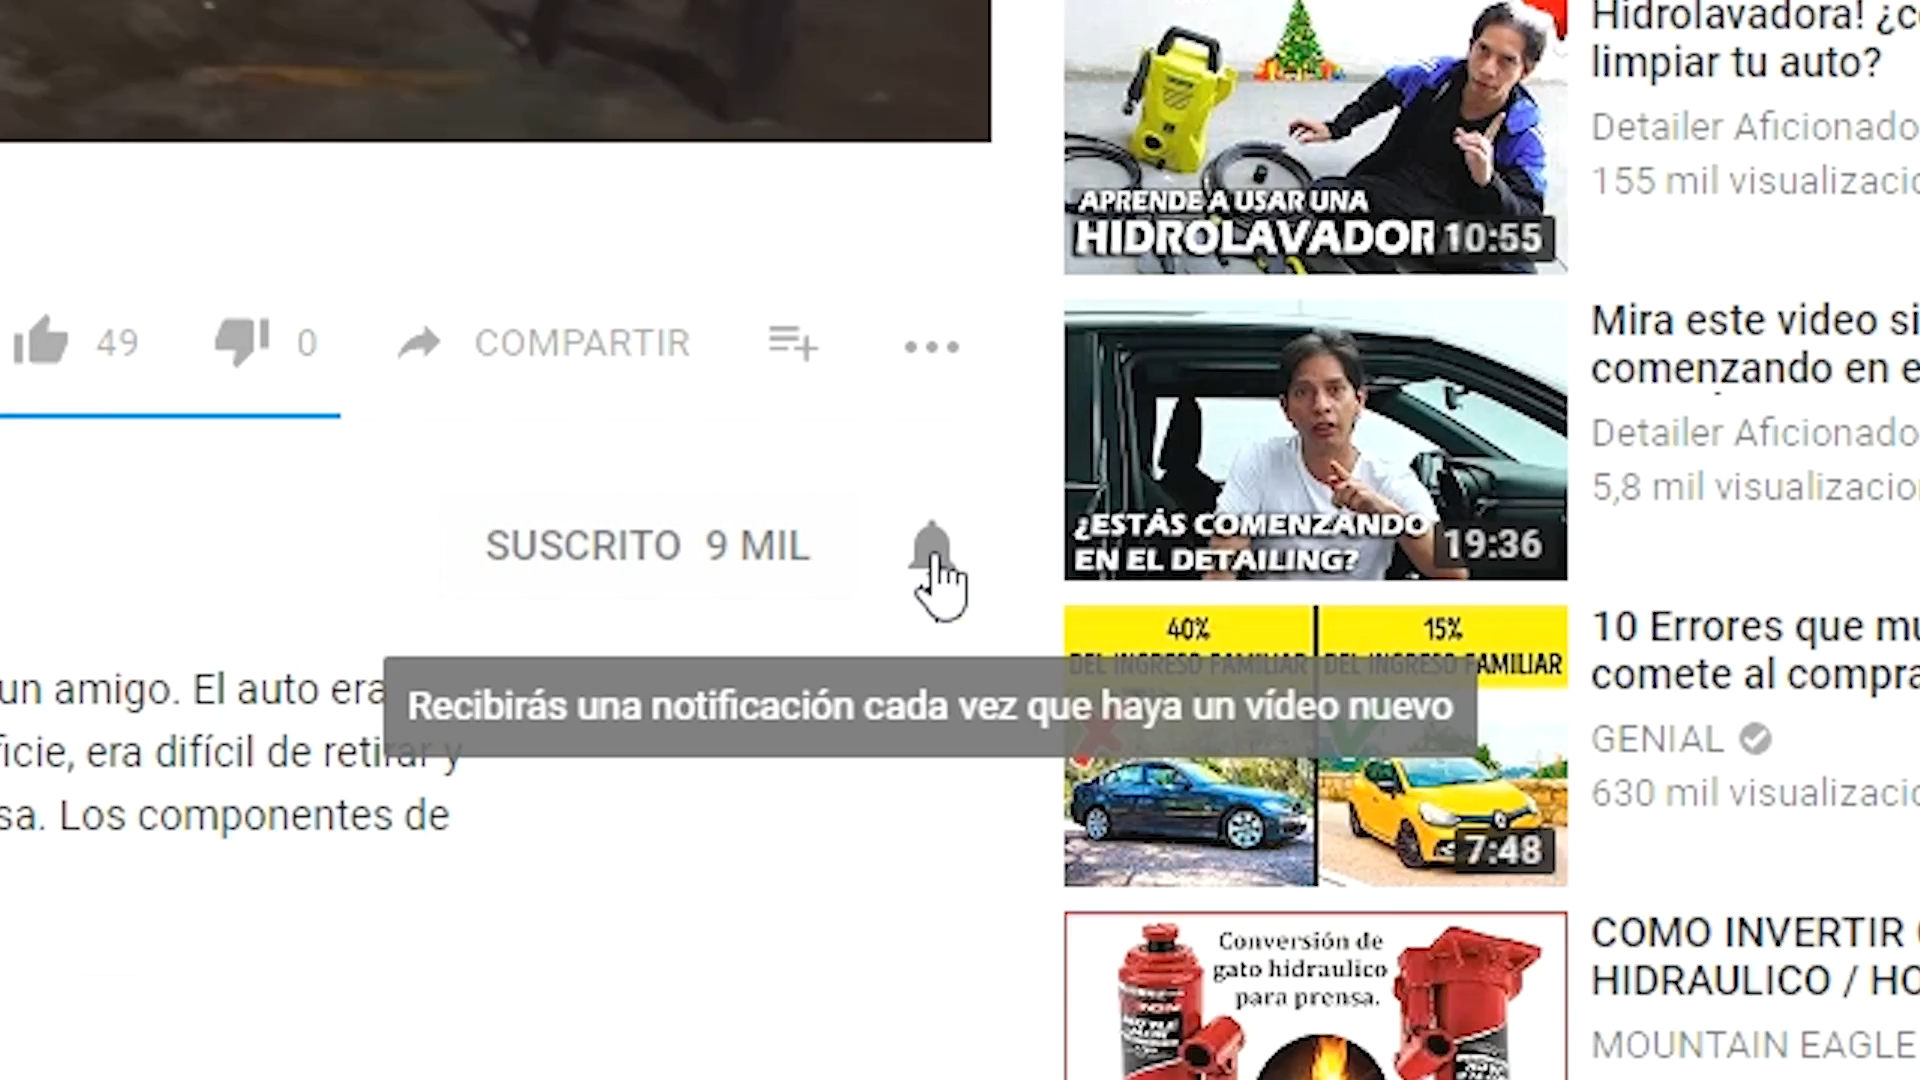 49
0
COMPARTIR
SUSCRITO 9 MIL
Recibirás una notificación cada vez que haya un vídeo nuevo
un amigo. El auto era
ficie, era difícil de retirar y
sa. Los componentes de
APRENDE A USAR UNA
HIDROLAVADOR
10:55
Hidrolavadora! ¿c
limpiar tu auto?
Detailer Aficionado
155 mil visualizacio
¿ESTÁS COMENZANDO
EN EL DETAILING?
19:36
Mira este video si
comenzando en e
Detailer Aficionado
5,8 mil visualizacio
40%
DEL INGRESO FAMILIAR
15%
DEL INGRESO FAMILIAR
7:48
10 Errores que mu
comete al compra
GENIAL
630 mil visualizacio
Conversión de
gato hidraulico
para prensa.
COMO INVERTIR
HIDRAULICO / HO
MOUNTAIN EAGLE